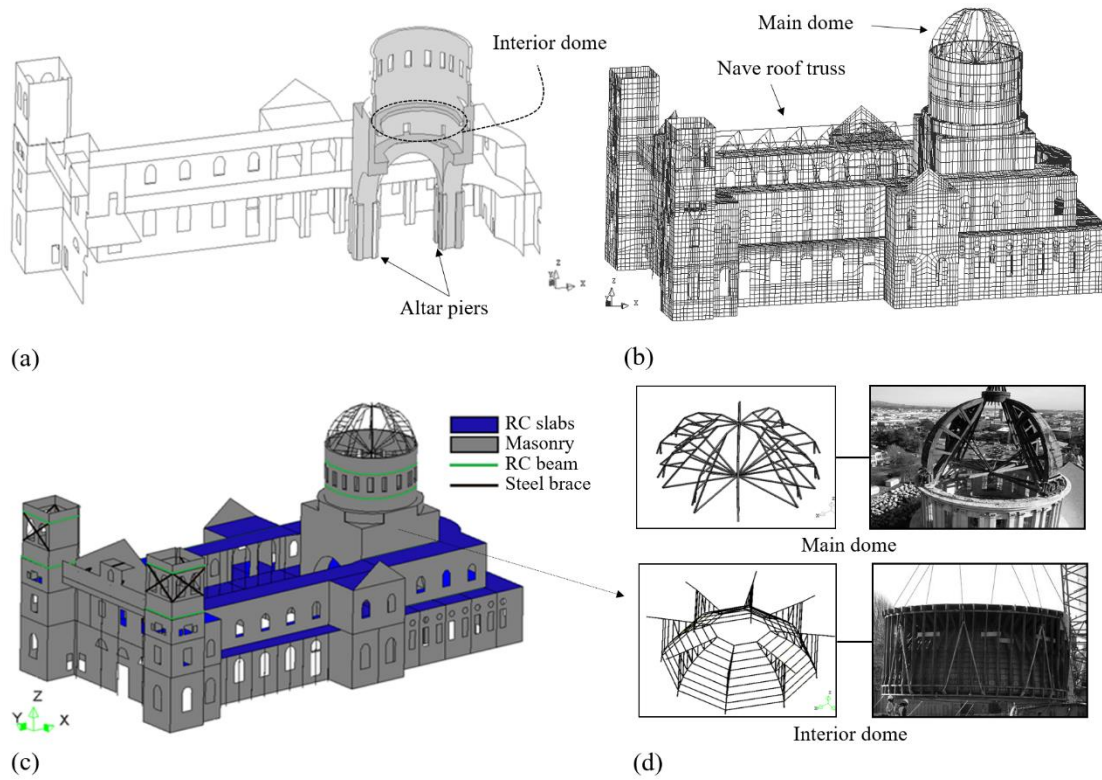 Interior dome
Altar piers
Z
Y
X
(a)
Main dome
Nave roof truss
Z
Y
X
(b)
RC slabs
Masonry
RC beam
Steel brace
Z
Y
X
(c)
Main dome
Interior dome
(d)